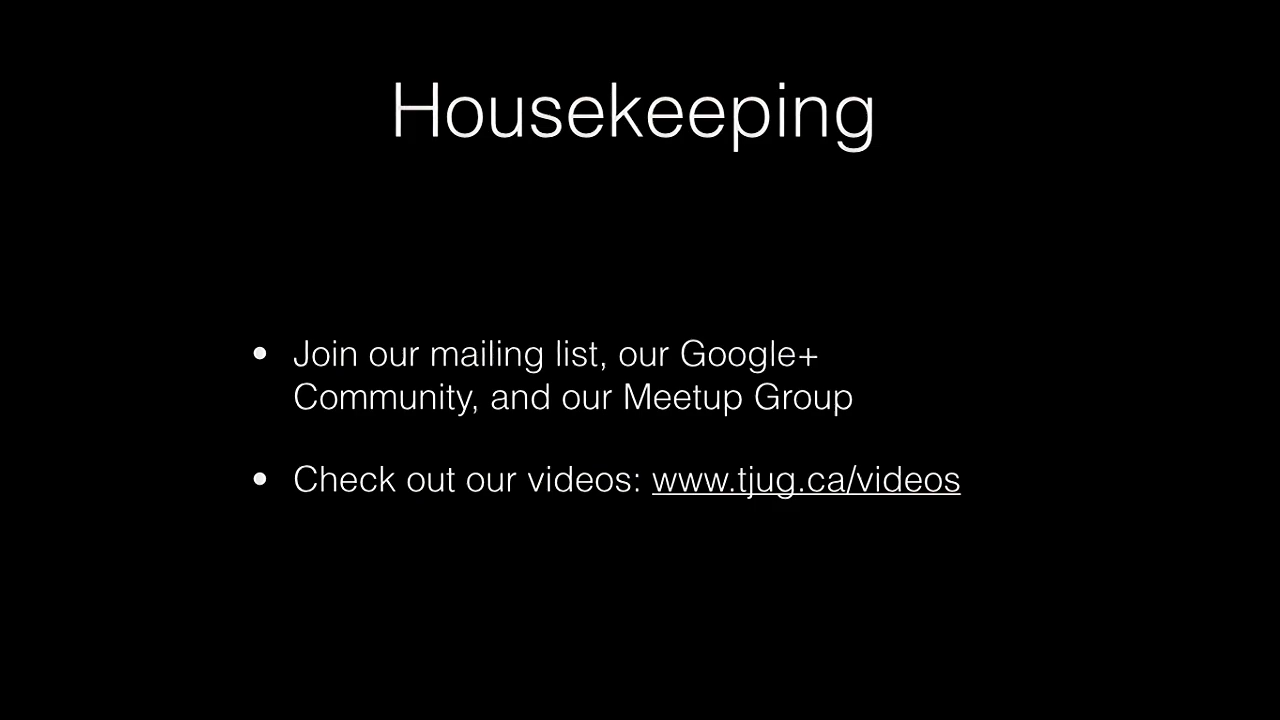 Housekeeping
• Join our mailing list, our Google+
Community, and our Meetup Group
• Check out our videos: www.tjug.ca/videos